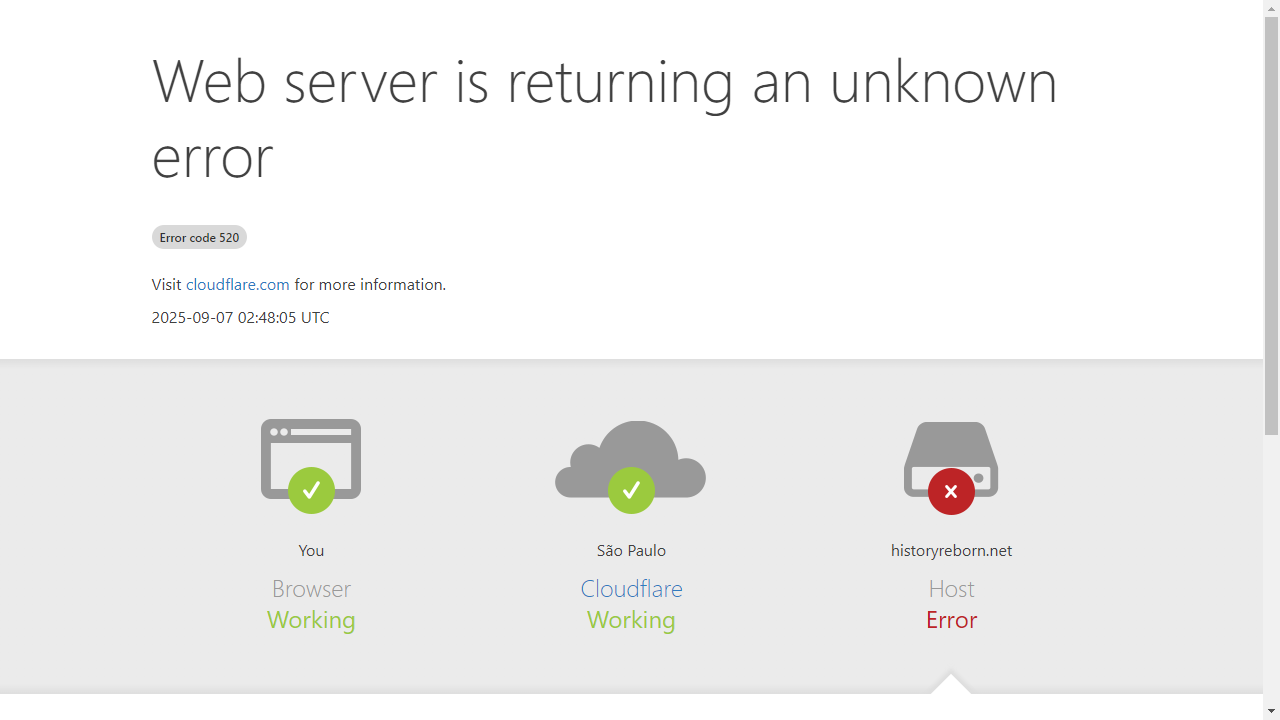 Web server is returning an unknown
error
Error code 520
Visit cloudflare.com for more information.
2025-09-07 02:48:05 UTC
You
Browser
Working
São Paulo
Cloudflare
Working
historyreborn.net
Host
Error